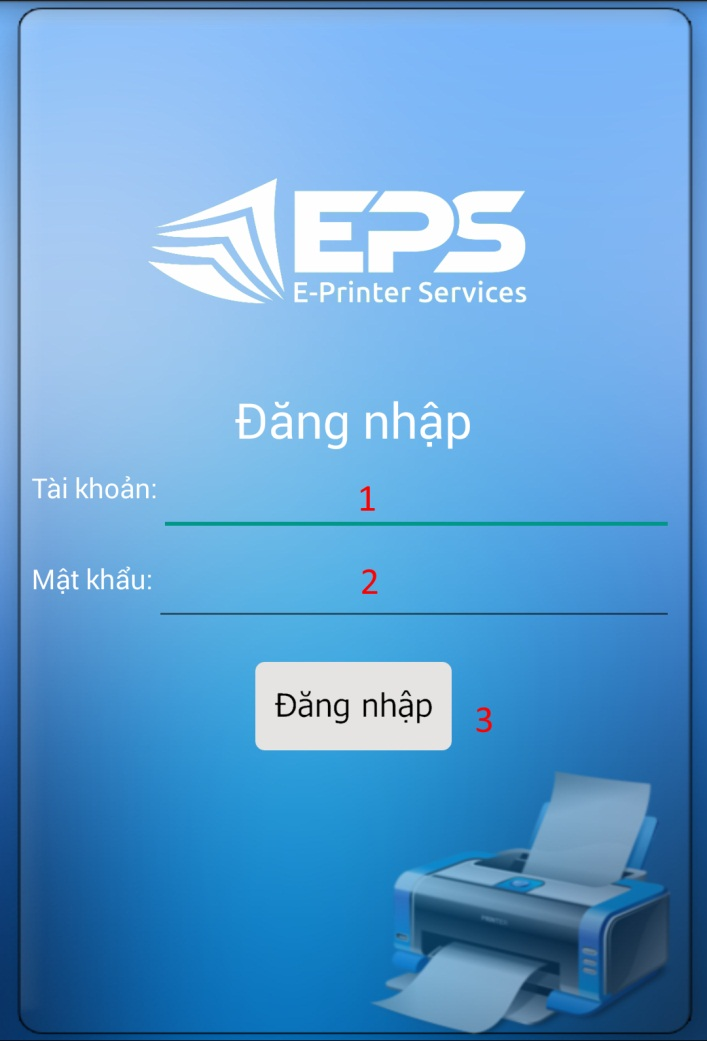 EPS
E-Printer Services
Đăng nhập
Tài khoản: 1
Mật khẩu: 2
Đăng nhập 3